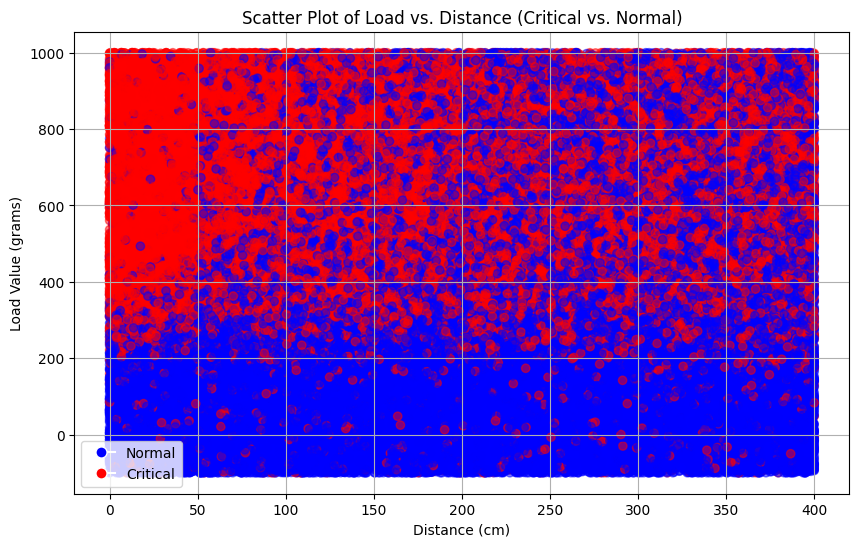 Scatter Plot of Load vs. Distance (Critical vs. Normal)
Load Value (grams)
1000
800
600
400
200
0
Normal
Critical
0 50 100 150 200 250 300 350 400
Distance (cm)